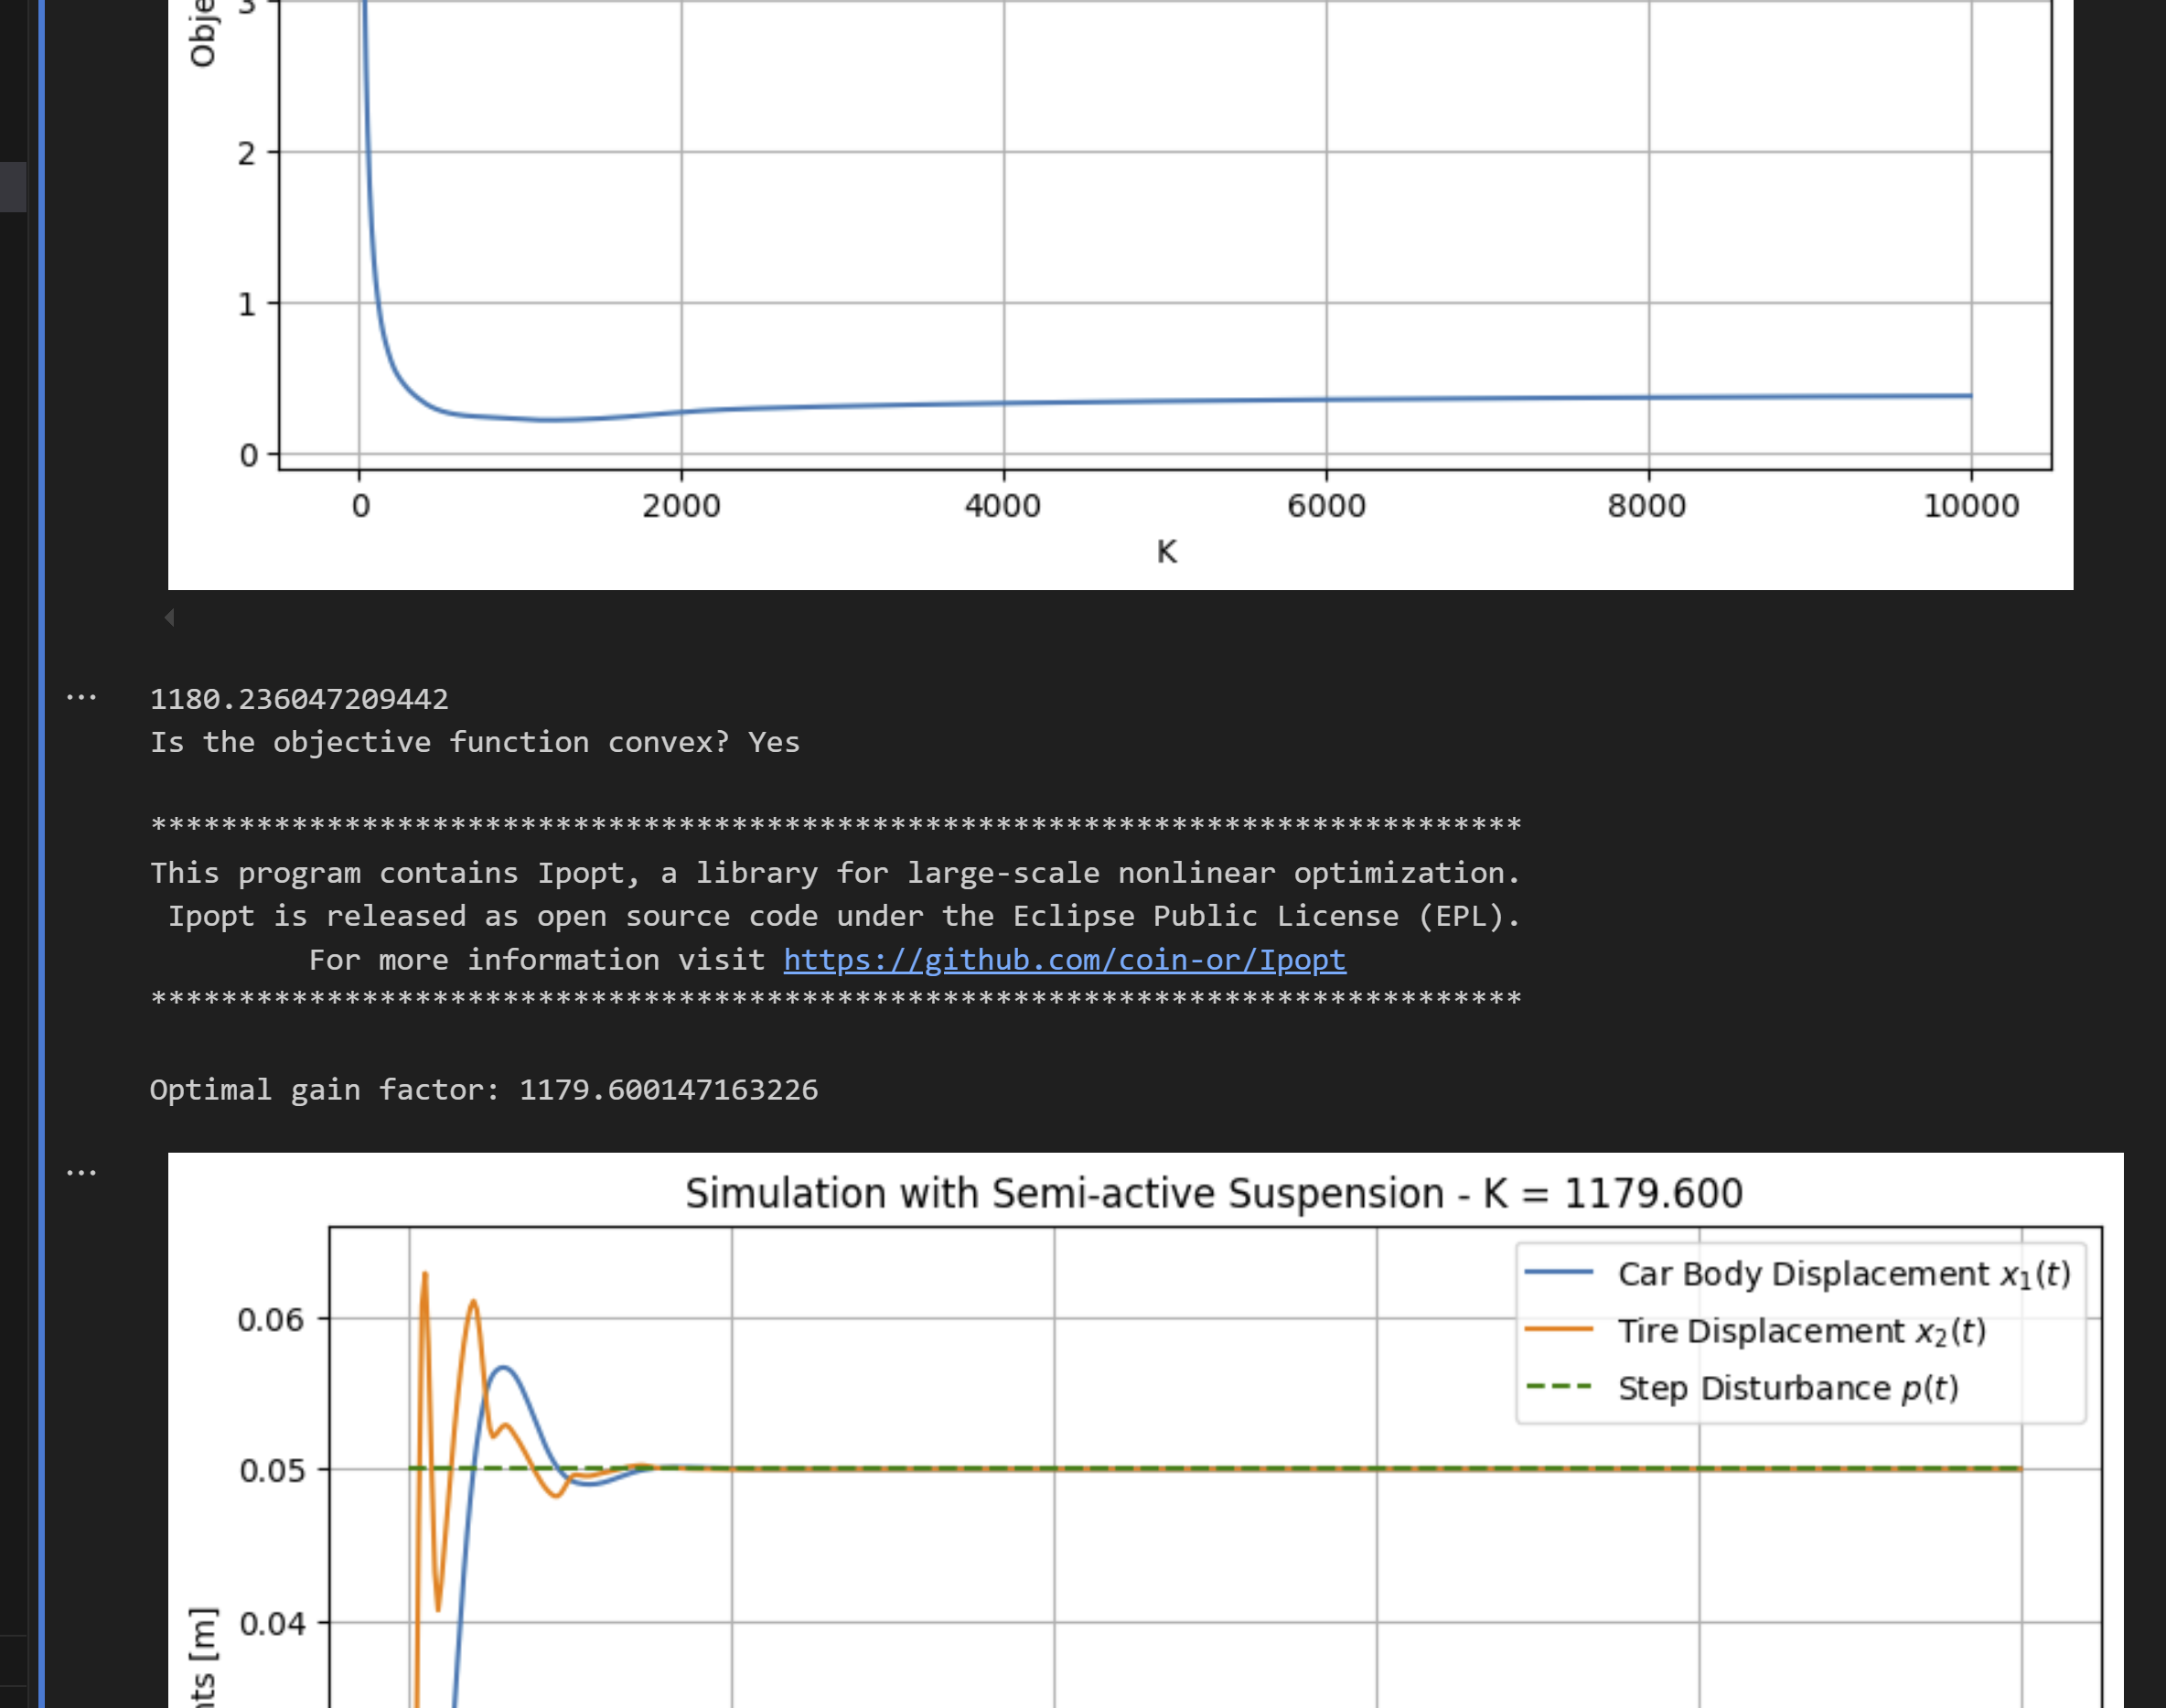 3
Obje
2
1
0
0 2000 4000 6000 8000 10000
K
...
1180.236047209442
Is the objective function convex? Yes
******************************************************************************
This program contains Ipopt, a library for large-scale nonlinear optimization.
Ipopt is released as open source code under the Eclipse Public License (EPL).
For more information visit https://github.com/coin-or/Ipopt
******************************************************************************
Optimal gain factor: 1179.600147163226
...
Simulation with Semi-active Suspension - K = 1179.600
Car Body Displacement x₁(t)
Tire Displacement x₂(t)
Step Disturbance p(t)
0.06
0.05
0.04
nts [m]